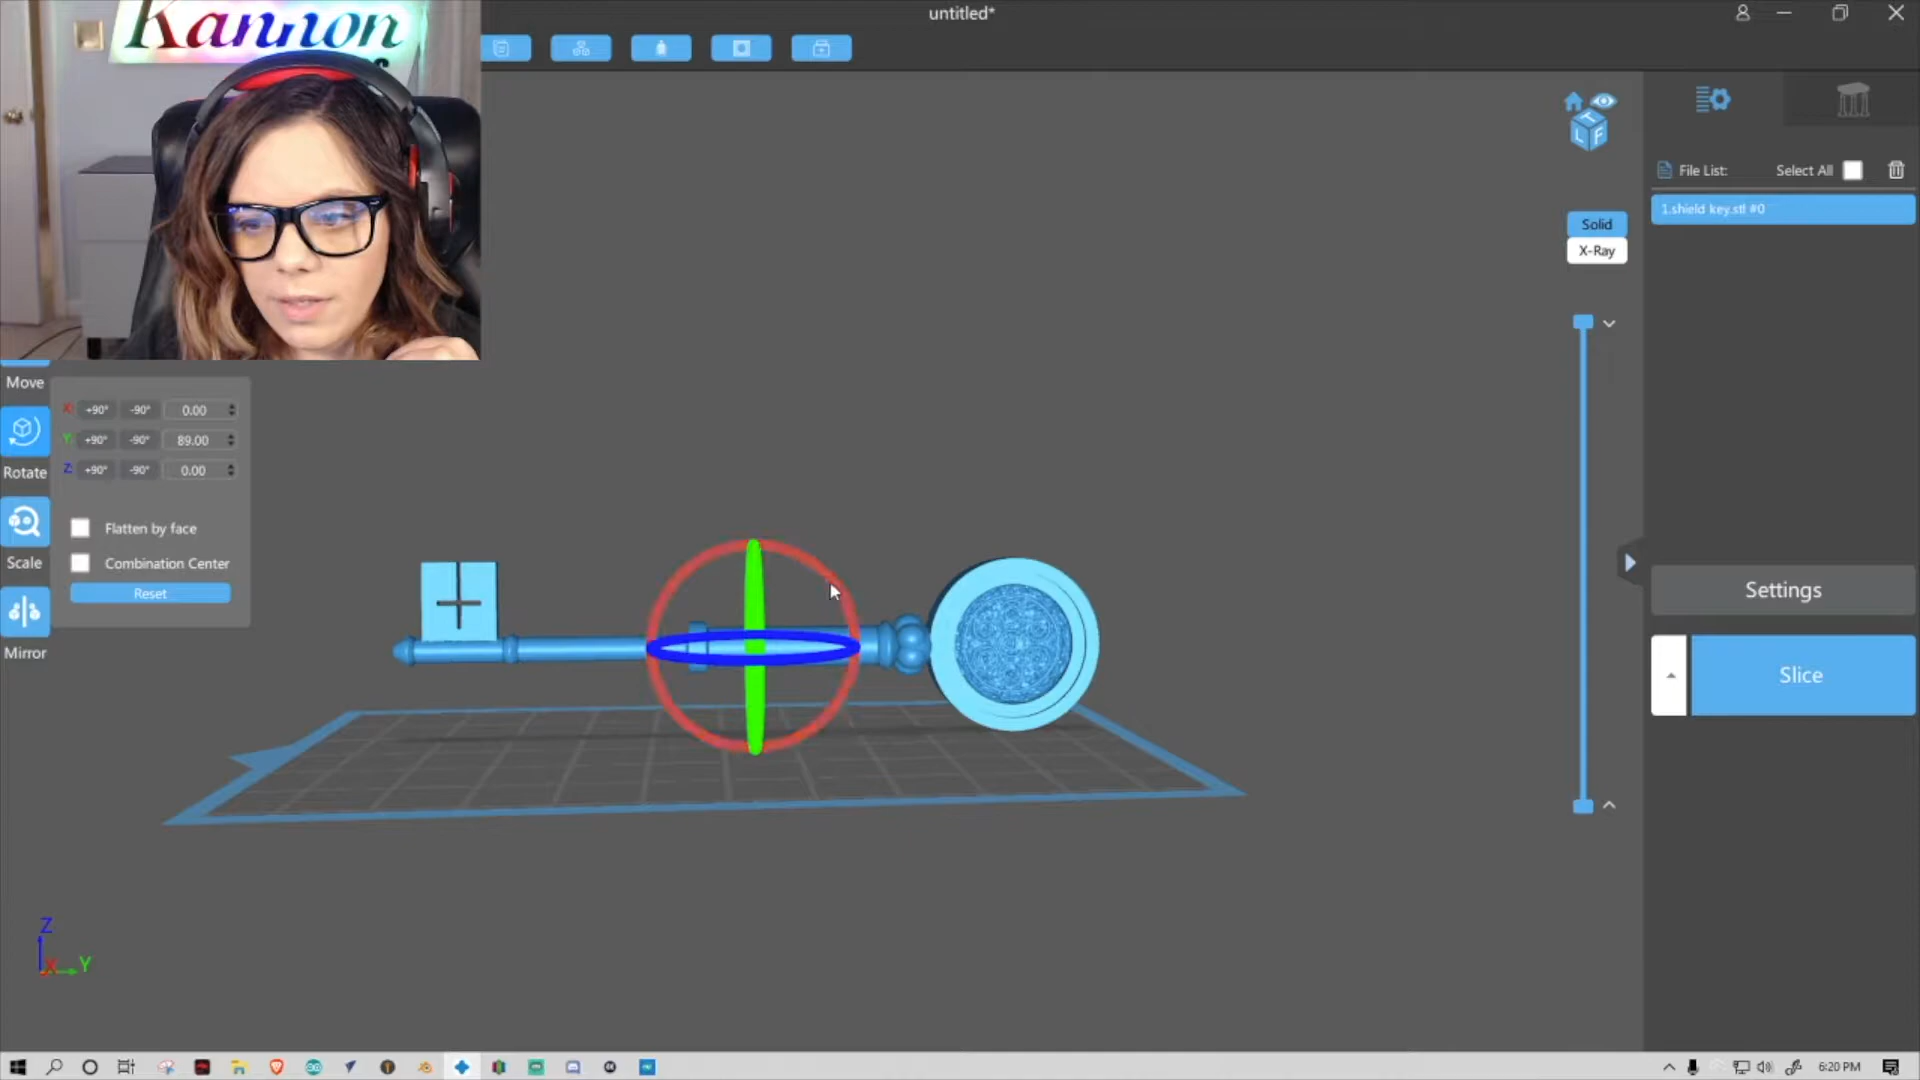 Kannon
untitled*
T
L F
File List:
Select All
1.shield key.stl #0
Solid
X-Ray
Move
X: +90° -90° 0.00
Y: +90° -90° 89.00
Rotate
Z: +90° -90° 0.00
Flatten by face
Scale
Combination Center
Reset
Settings
Mirror
Slice
Z
X Y
6:20 PM